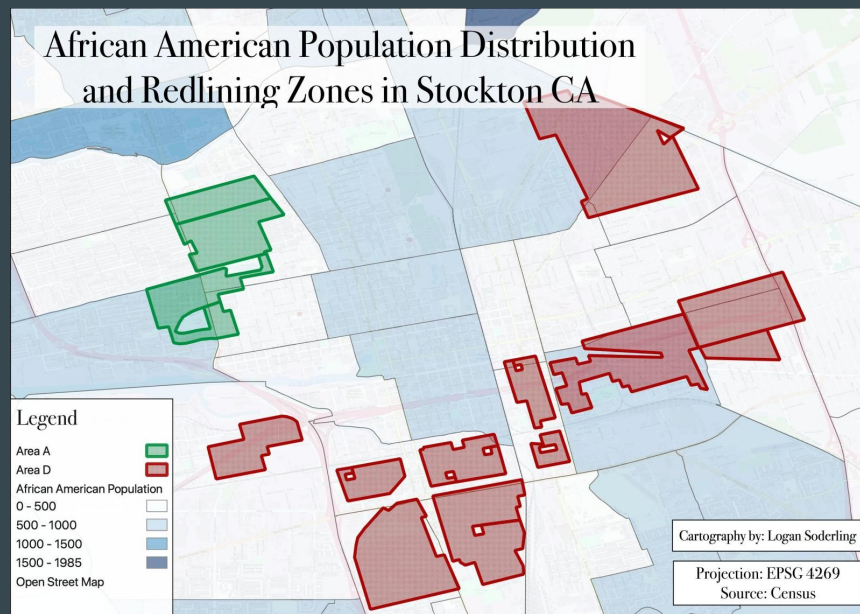 African American Population Distribution
and Redlining Zones in Stockton CA
Legend
Area A
Area D
African American Population
0 - 500
500 - 1000
1000 - 1500
1500 - 1985
Open Street Map
Cartography by: Logan Soderling
Projection: EPSG 4269
Source: Census